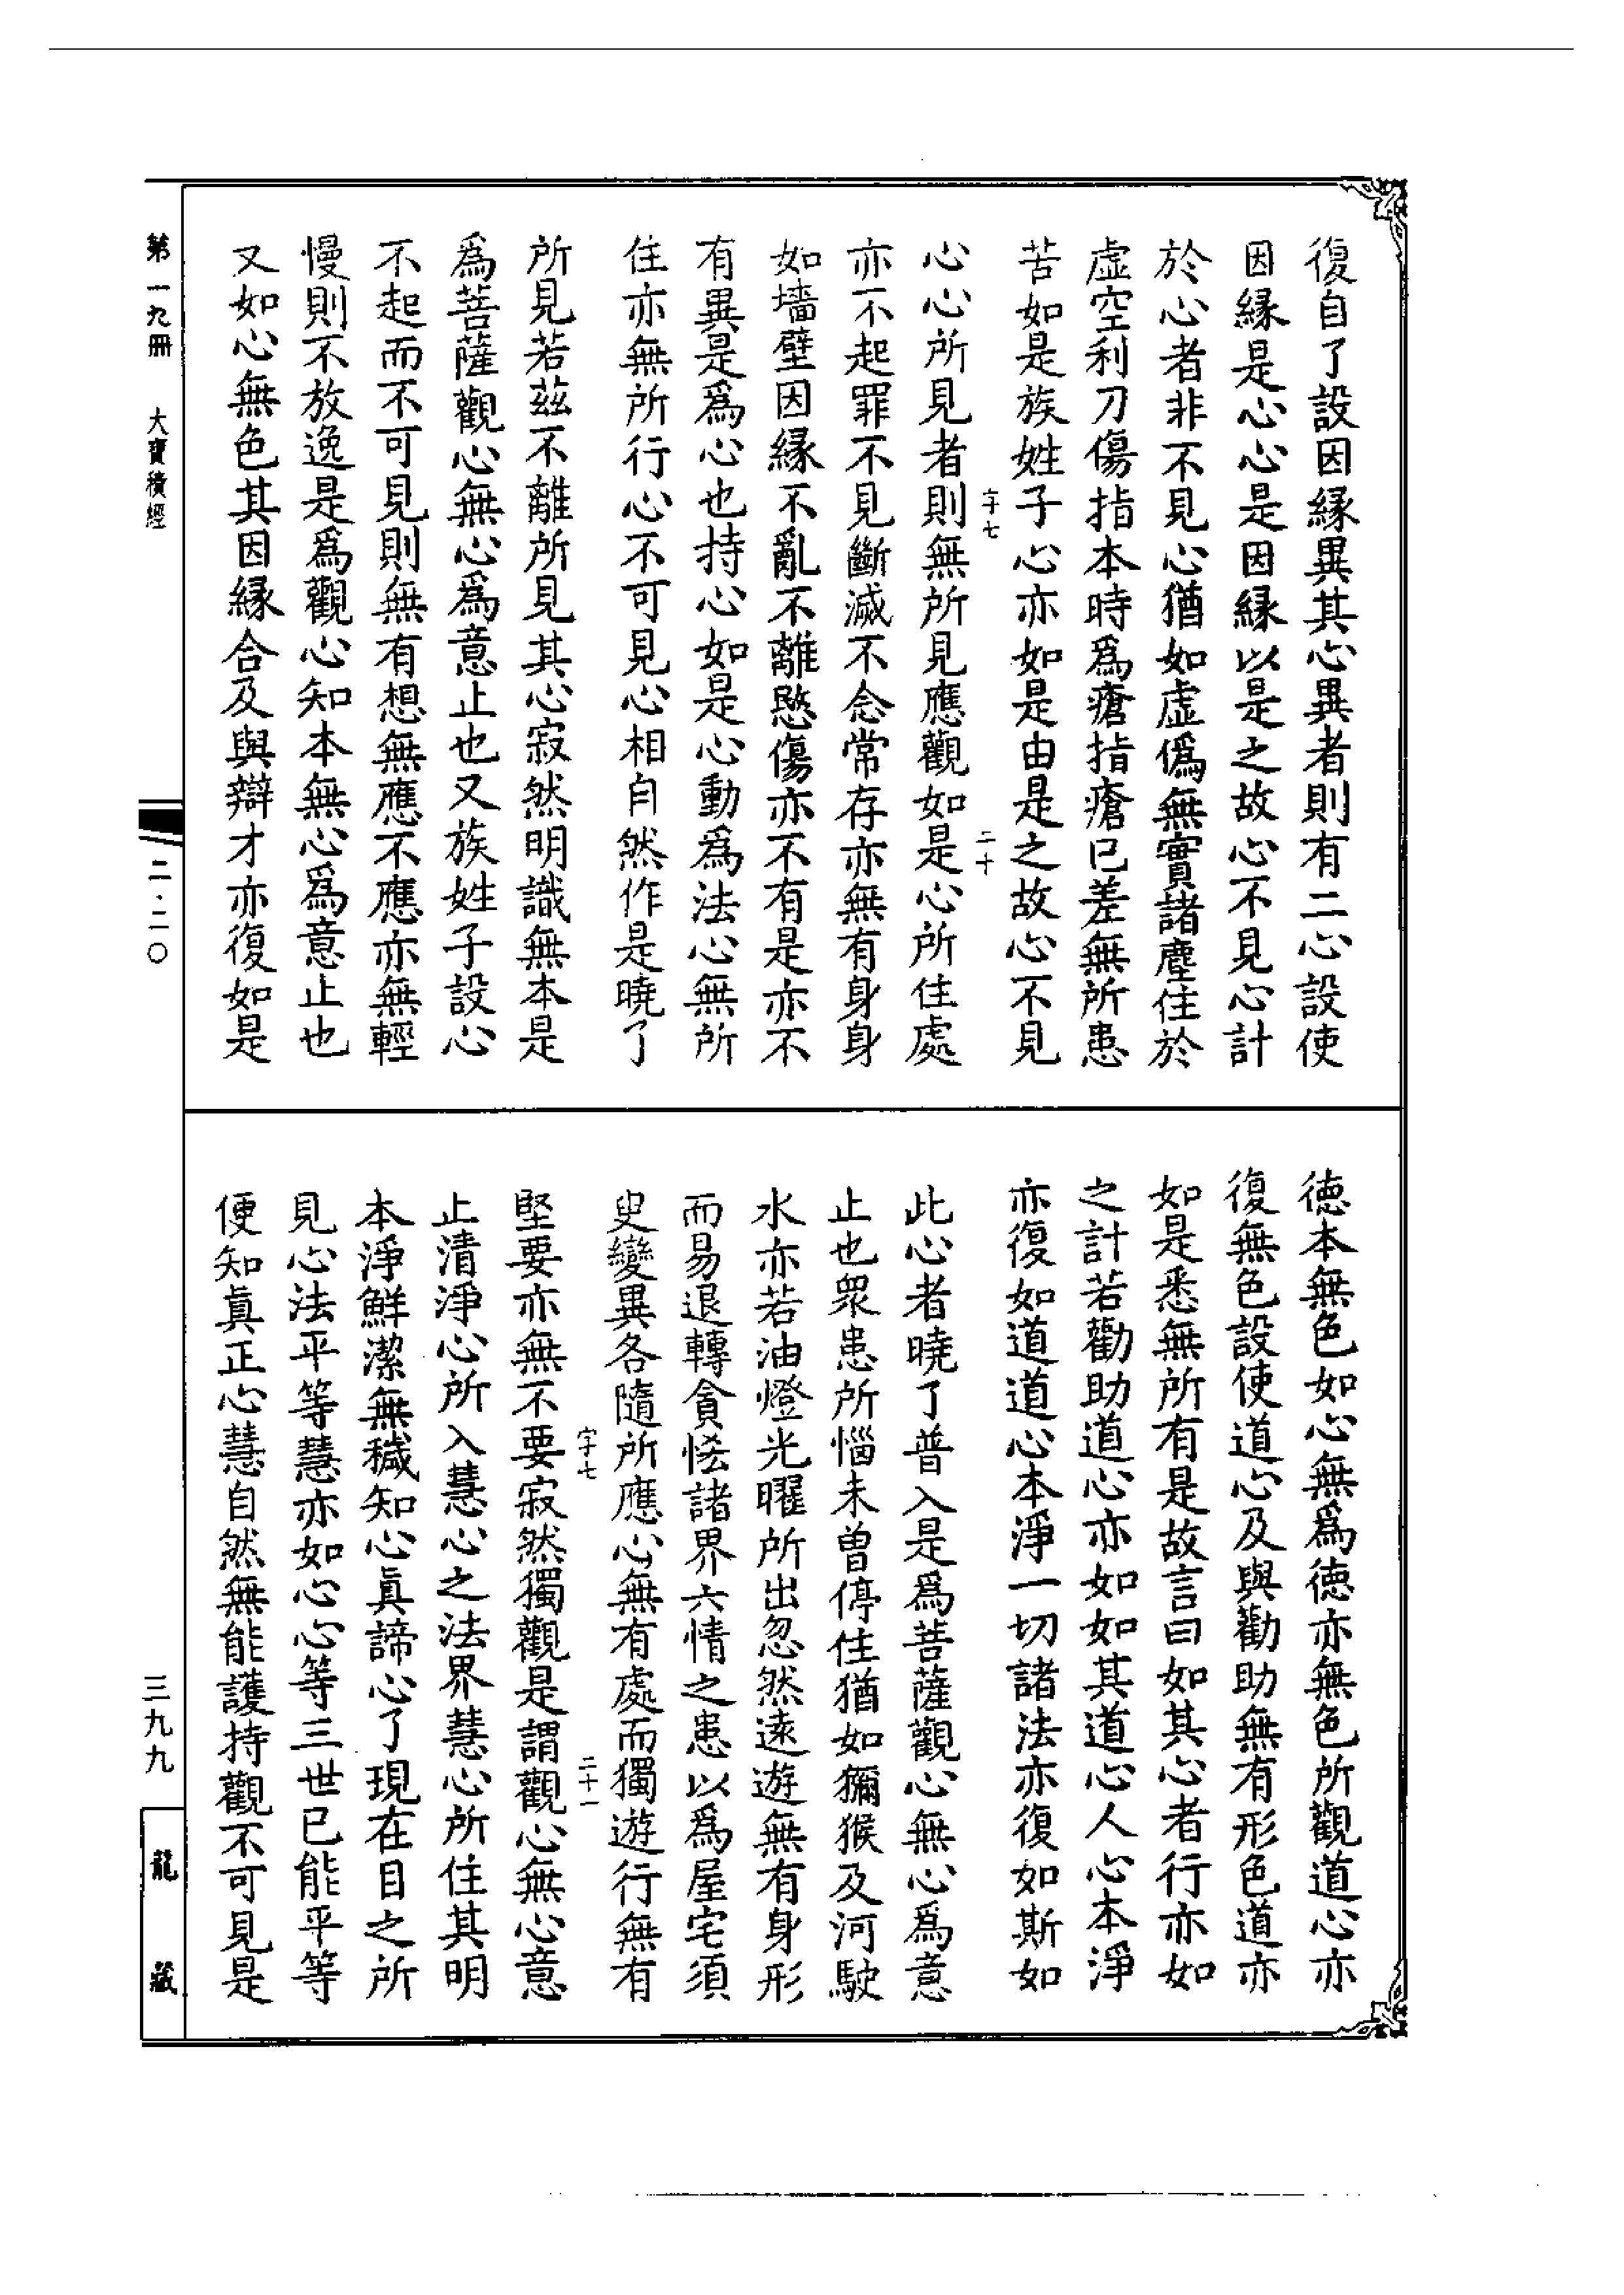 復自了設因縁異其心異者則有二心設使
因縁是心心是因縁以是之故心不見心計
於心者非不見心猶如虛偽無實諸塵住於
虛空利刀傷指本時爲瘡指瘡已差無所患
苦如是族姓子心亦如是由是之故心不見
字七 二十
心心所見者則無所見應觀如是心所住處
亦不起罪不見斷滅不念常存亦無有身身
如墻壁因縁不亂不離愍傷亦不有是亦不
有異是爲心也持心如是心動爲法心無所
住亦無所行心不可見心相自然作是曉了
所見若茲不離所見其心寂然明識無本是
爲菩薩觀心無心爲意止也又族姓子設心
不起而不可見則無有想無應不應亦無輕
慢則不放逸是爲觀心知本無心爲意止也
又如心無色其因縁合及與辯才亦復如是
德本無色如心無爲德亦無色所觀道心亦
復無色設使道心及與勸助無有形色道亦
如是悉無所有是故言曰如其心者行亦如
之計若勸助道心亦如如其道心人心本淨
亦復如道道心本淨一切諸法亦復如斯如
此心者曉了普入是爲菩薩觀心無心爲意
止也衆患所惱未曾停住猶如獼猴及河駛
水亦若油燈光曜所出忽然遠遊無有身形
而易退轉貪恡諸界六情之患以爲屋宅須
臾變異各隨所應心無有處而獨遊行無有
字七 二十一
堅要亦無不要寂然獨觀是謂觀心無心意
止清淨心所入慧心之法界慧心所住其明
本淨鮮潔無穢知心眞諦心了現在目之所
見心法平等慧亦如心心等三世已能平等
便知眞正心慧自然無能護持觀不可見是
第一九冊 大寶積經
二·二〇
三九九
龍藏